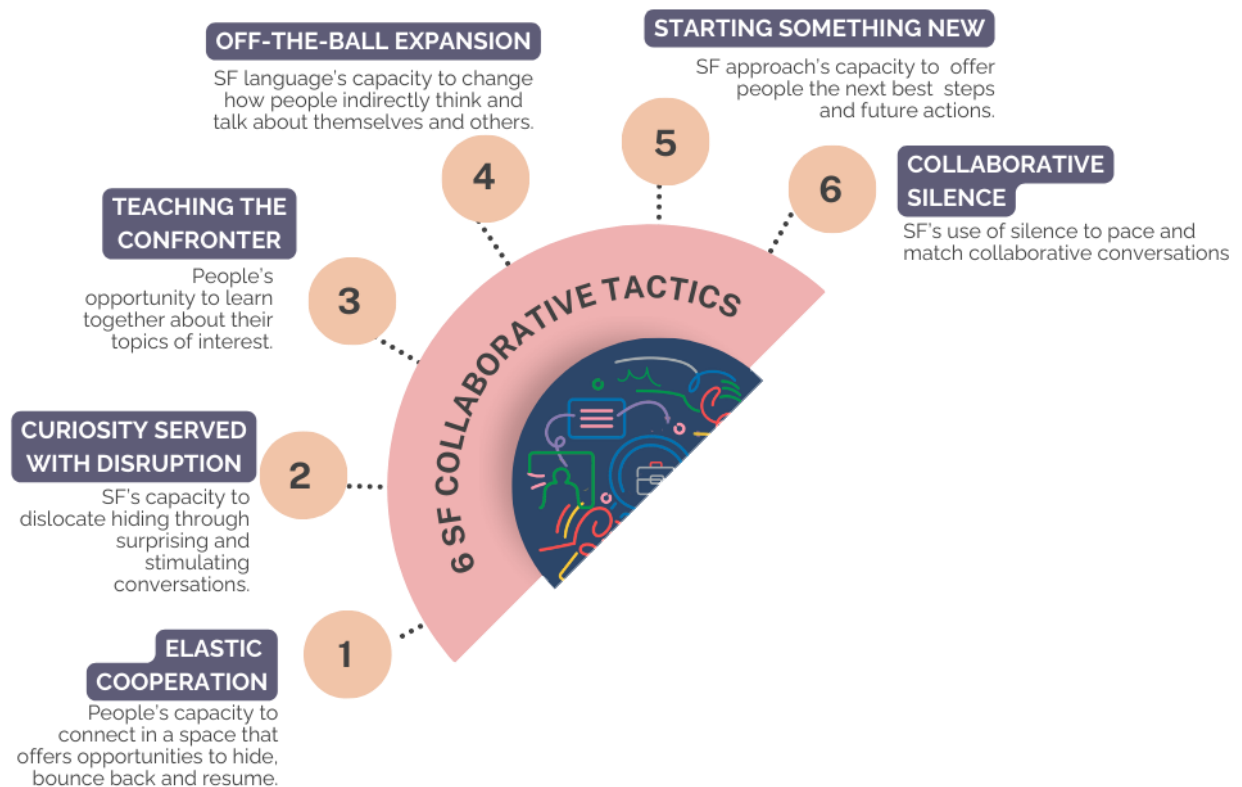 6 SF COLLABORATIVE TACTICS
1
ELASTIC
COOPERATION
People's capacity to
connect in a space that
offers opportunities to hide,
bounce back and resume.
2
CURIOSITY SERVED
WITH DISRUPTION
SF's capacity to
dislocate hiding through
surprising and
stimulating
conversations.
3
TEACHING THE
CONFRONTER
People's
opportunity to learn
together about their
topics of interest.
4
OFF-THE-BALL EXPANSION
SF language's capacity to change
how people indirectly think and
talk about themselves and others.
5
STARTING SOMETHING NEW
SF approach's capacity to offer
people the next best steps
and future actions.
6
COLLABORATIVE
SILENCE
SF's use of silence to pace and
match collaborative conversations